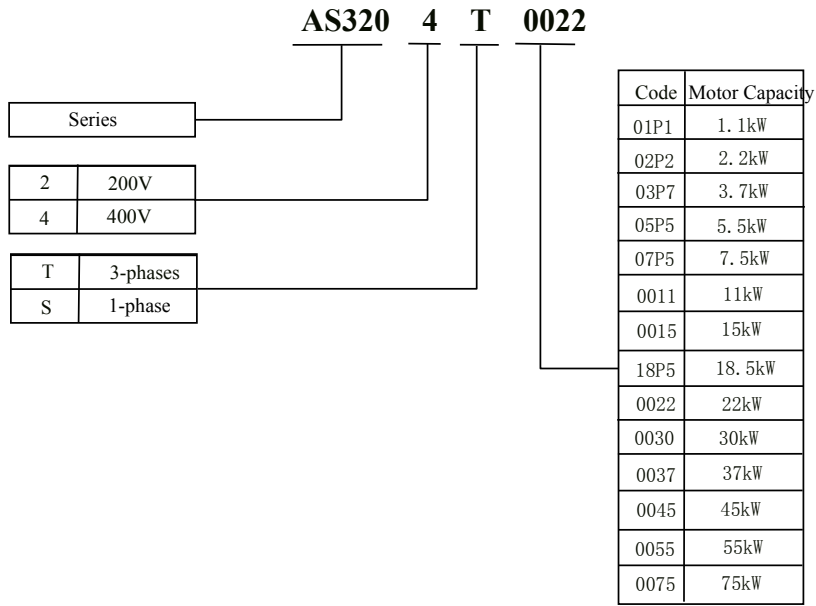 AS320 4 T 0022
Series
2 200V
4 400V
T 3-phases
S 1-phase
Code Motor Capacity
01P1 1.1kW
02P2 2.2kW
03P7 3.7kW
05P5 5.5kW
07P5 7.5kW
0011 11kW
0015 15kW
18P5 18.5kW
0022 22kW
0030 30kW
0037 37kW
0045 45kW
0055 55kW
0075 75kW